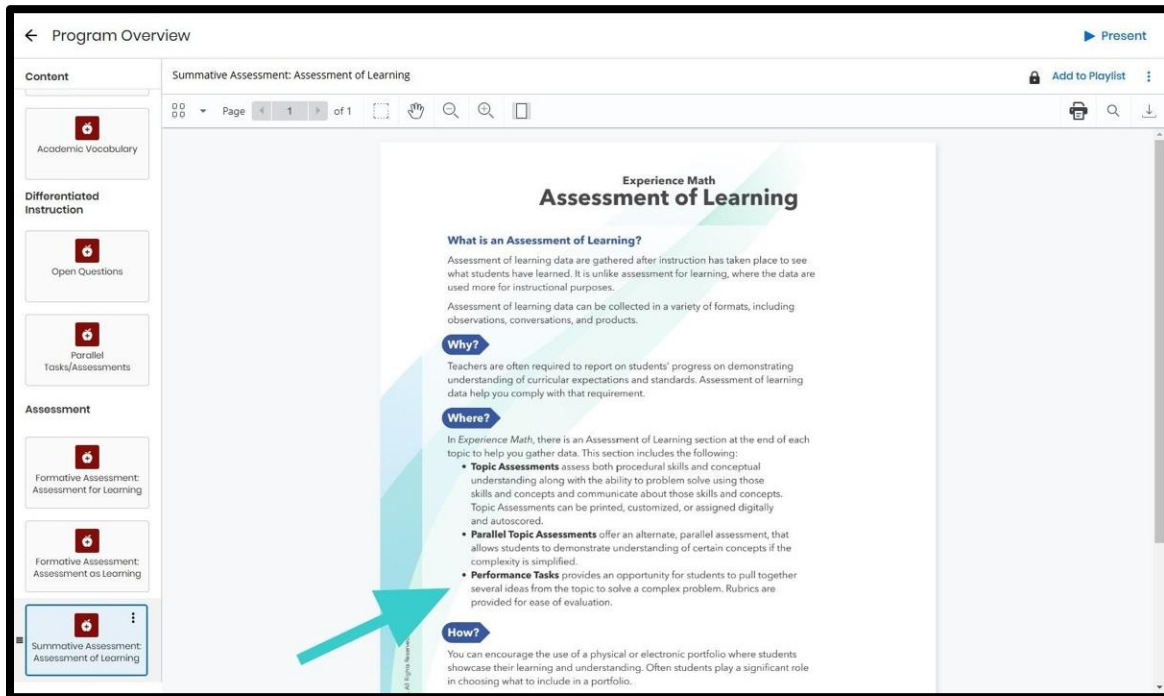 Program Overview
Present
Content
Academic Vocabulary
Differentiated
Instruction
Open Questions
Parallel
Tasks/Assessments
Assessment
Formative Assessment:
Assessment for Learning
Formative Assessment:
Assessment as Learning
Summative Assessment:
Assessment of Learning
Summative Assessment: Assessment of Learning
Add to Playlist
Page 1 of 1
Experience Math
Assessment of Learning
What is an Assessment of Learning?
Assessment of learning data are gathered after instruction has taken place to see
what students have learned. It is unlike assessment for learning, where the data are
used more for instructional purposes.
Assessment of learning data can be collected in a variety of formats, including
observations, conversations, and products.
Why?
Teachers are often required to report on students' progress on demonstrating
understanding of curricular expectations and standards. Assessment of learning
data help you comply with that requirement.
Where?
In Experience Math, there is an Assessment of Learning section at the end of each
topic to help you gather data. This section includes the following:
• Topic Assessments assess both procedural skills and conceptual
understanding along with the ability to problem solve using those
skills and concepts and communicate about those skills and concepts.
Topic Assessments can be printed, customized, or assigned digitally
and autoscored.
• Parallel Topic Assessments offer an alternate, parallel assessment, that
allows students to demonstrate understanding of certain concepts if the
complexity is simplified.
• Performance Tasks provides an opportunity for students to pull together
several ideas from the topic to solve a complex problem. Rubrics are
provided for ease of evaluation.
How?
You can encourage the use of a physical or electronic portfolio where students
showcase their learning and understanding. Often students play a significant role
in choosing what to include in a portfolio.
All Rights Reserved